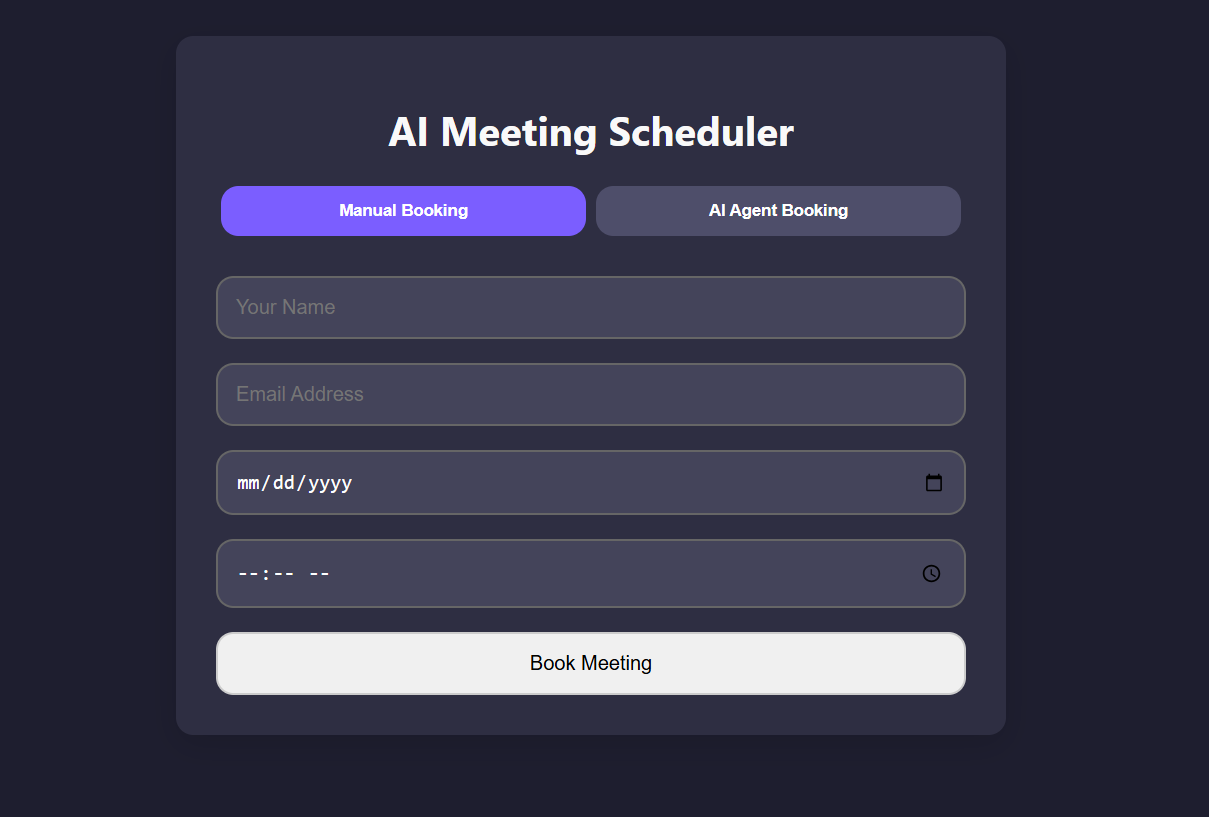 AI Meeting Scheduler
Manual Booking AI Agent Booking
Your Name
Email Address
mm/dd/yyyy
--:-- --
Book Meeting